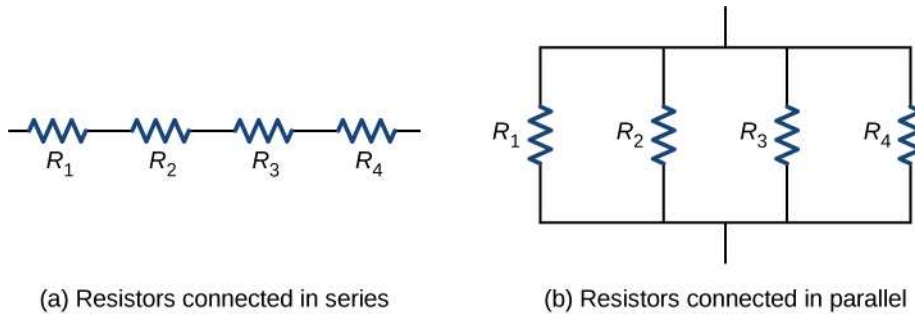 R1 R2 R3 R4
R1 R2 R3 R4
(a) Resistors connected in series
(b) Resistors connected in parallel